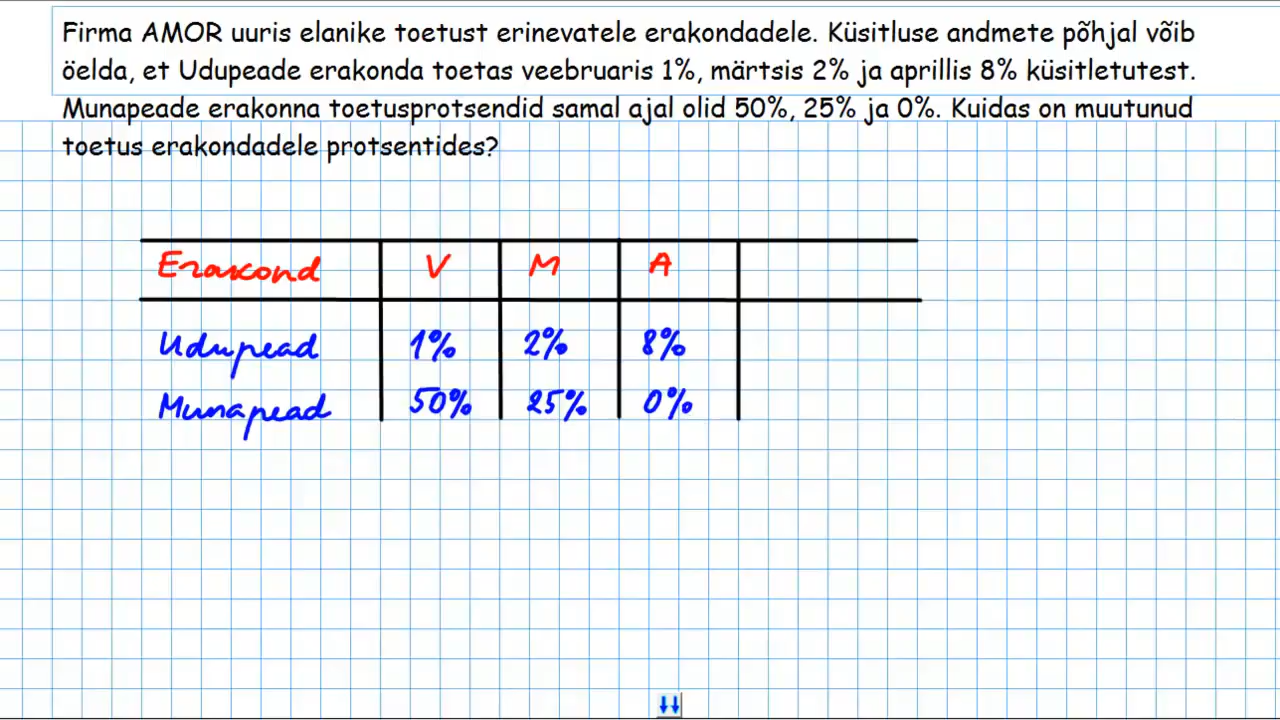 Firma AMOR uuris elanike toetust erinevatele erakondadele. Küsitluse andmete põhjal võib
öelda, et Udupeade erakonda toetas veebruaris 1%, märtsis 2% ja aprillis 8% küsitletutest.
Munapeade erakonna toetusprotsendid samal ajal olid 50%, 25% ja 0%. Kuidas on muutunud
toetus erakondadele protsentides?
Erakond V M A
Udupead 1% 2% 8%
Munapead 50% 25% 0%